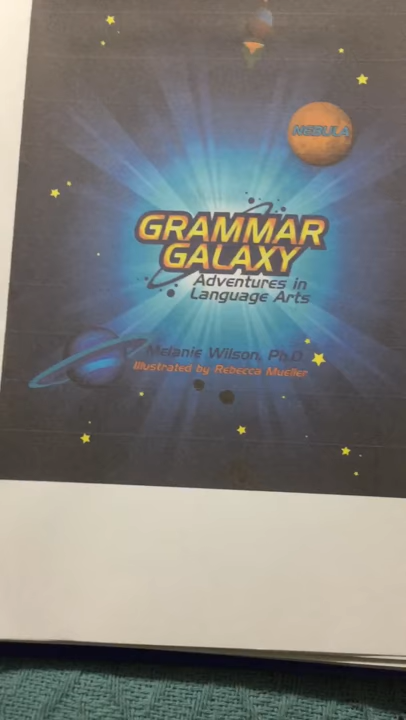 NEBULA
GRAMMAR
GALAXY
Adventures in
Language Arts
Melanie Wilson, Ph.D.
Illustrated by Rebecca Mueller